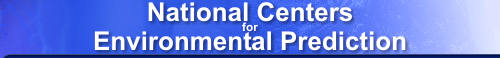 National Centers
for
Environmental Prediction